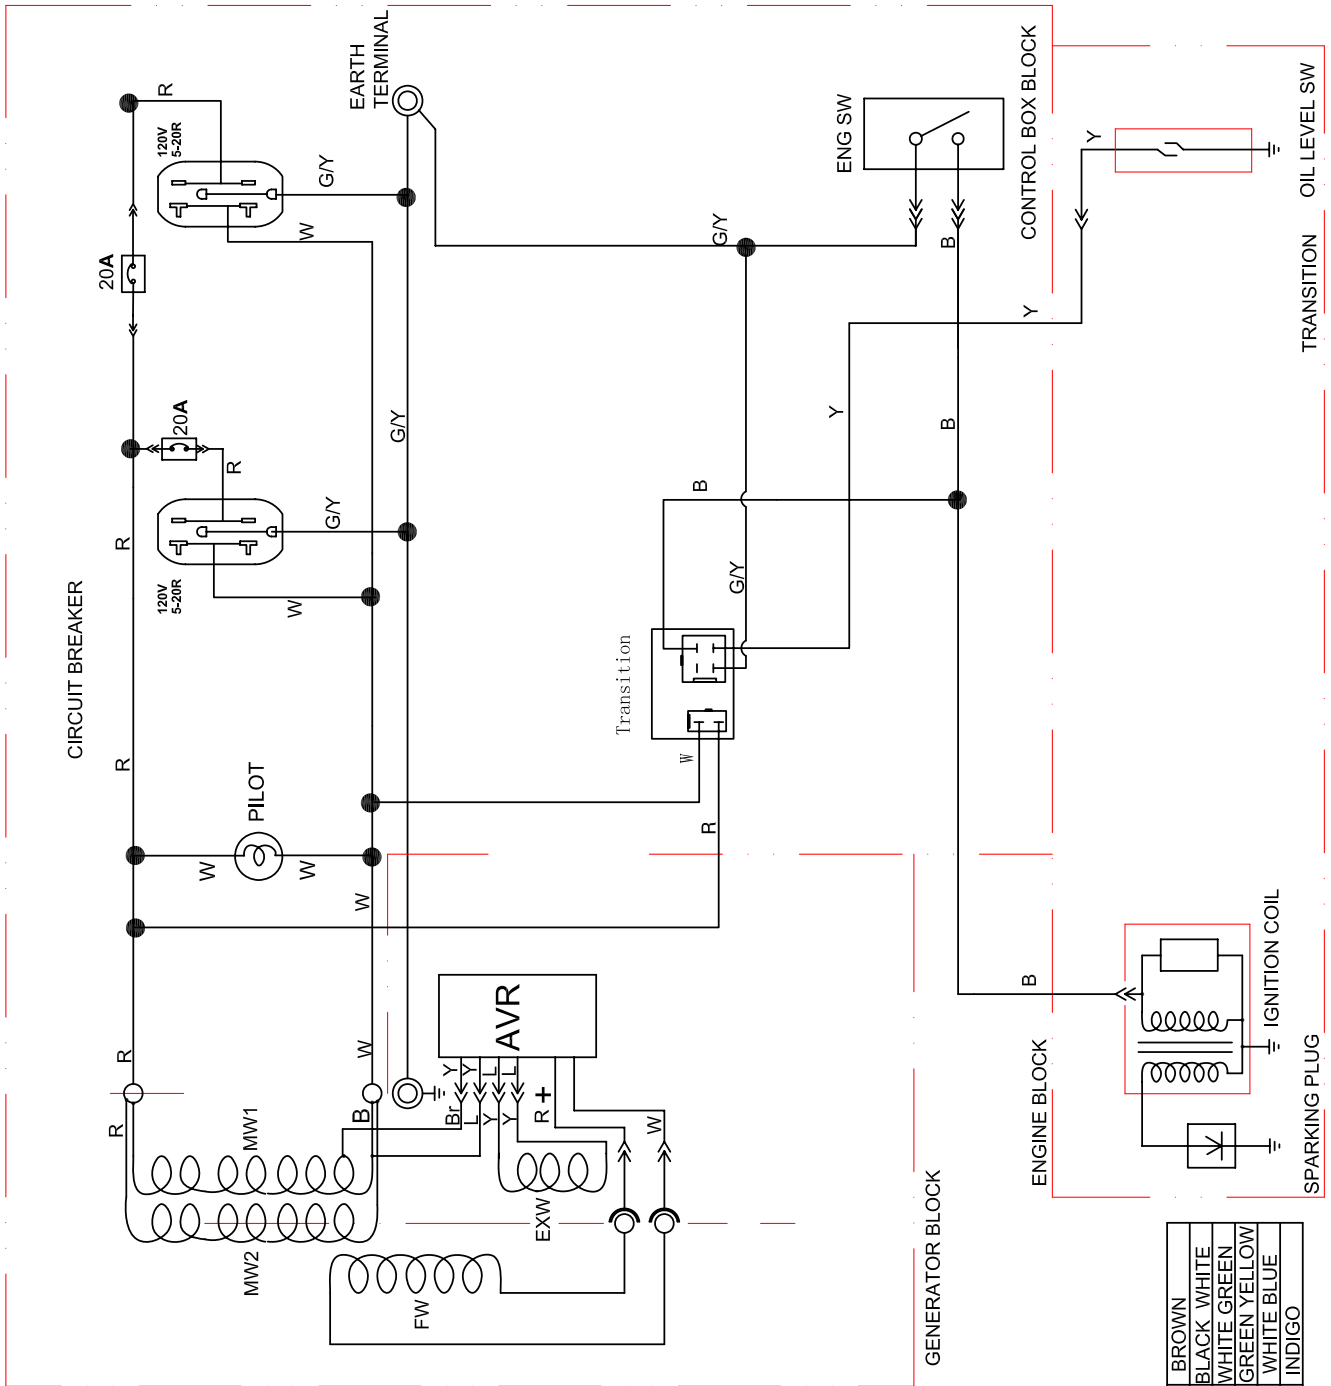 CIRCUIT BREAKER
R
120V
5-20R
20A
W
G/Y
EARTH
TERMINAL
R
20A
R
120V
5-20R
W
G/Y
G/Y
R
PILOT
W
W
W
R
R
W
B
MW1
MW2
FW
EXW
AVR
Y
Y
L
L
Br
L
Y
Y
R +
W
GENERATOR BLOCK
Transition
W
R
B
G/Y
G/Y
Y
ENG SW
B
B
CONTROL BOX BLOCK
Y
Y
OIL LEVEL SW
TRANSITION
B
ENGINE BLOCK
IGNITION COIL
SPARKING PLUG
BROWN
BLACK WHITE
WHITE GREEN
GREEN YELLOW
WHITE BLUE
INDIGO